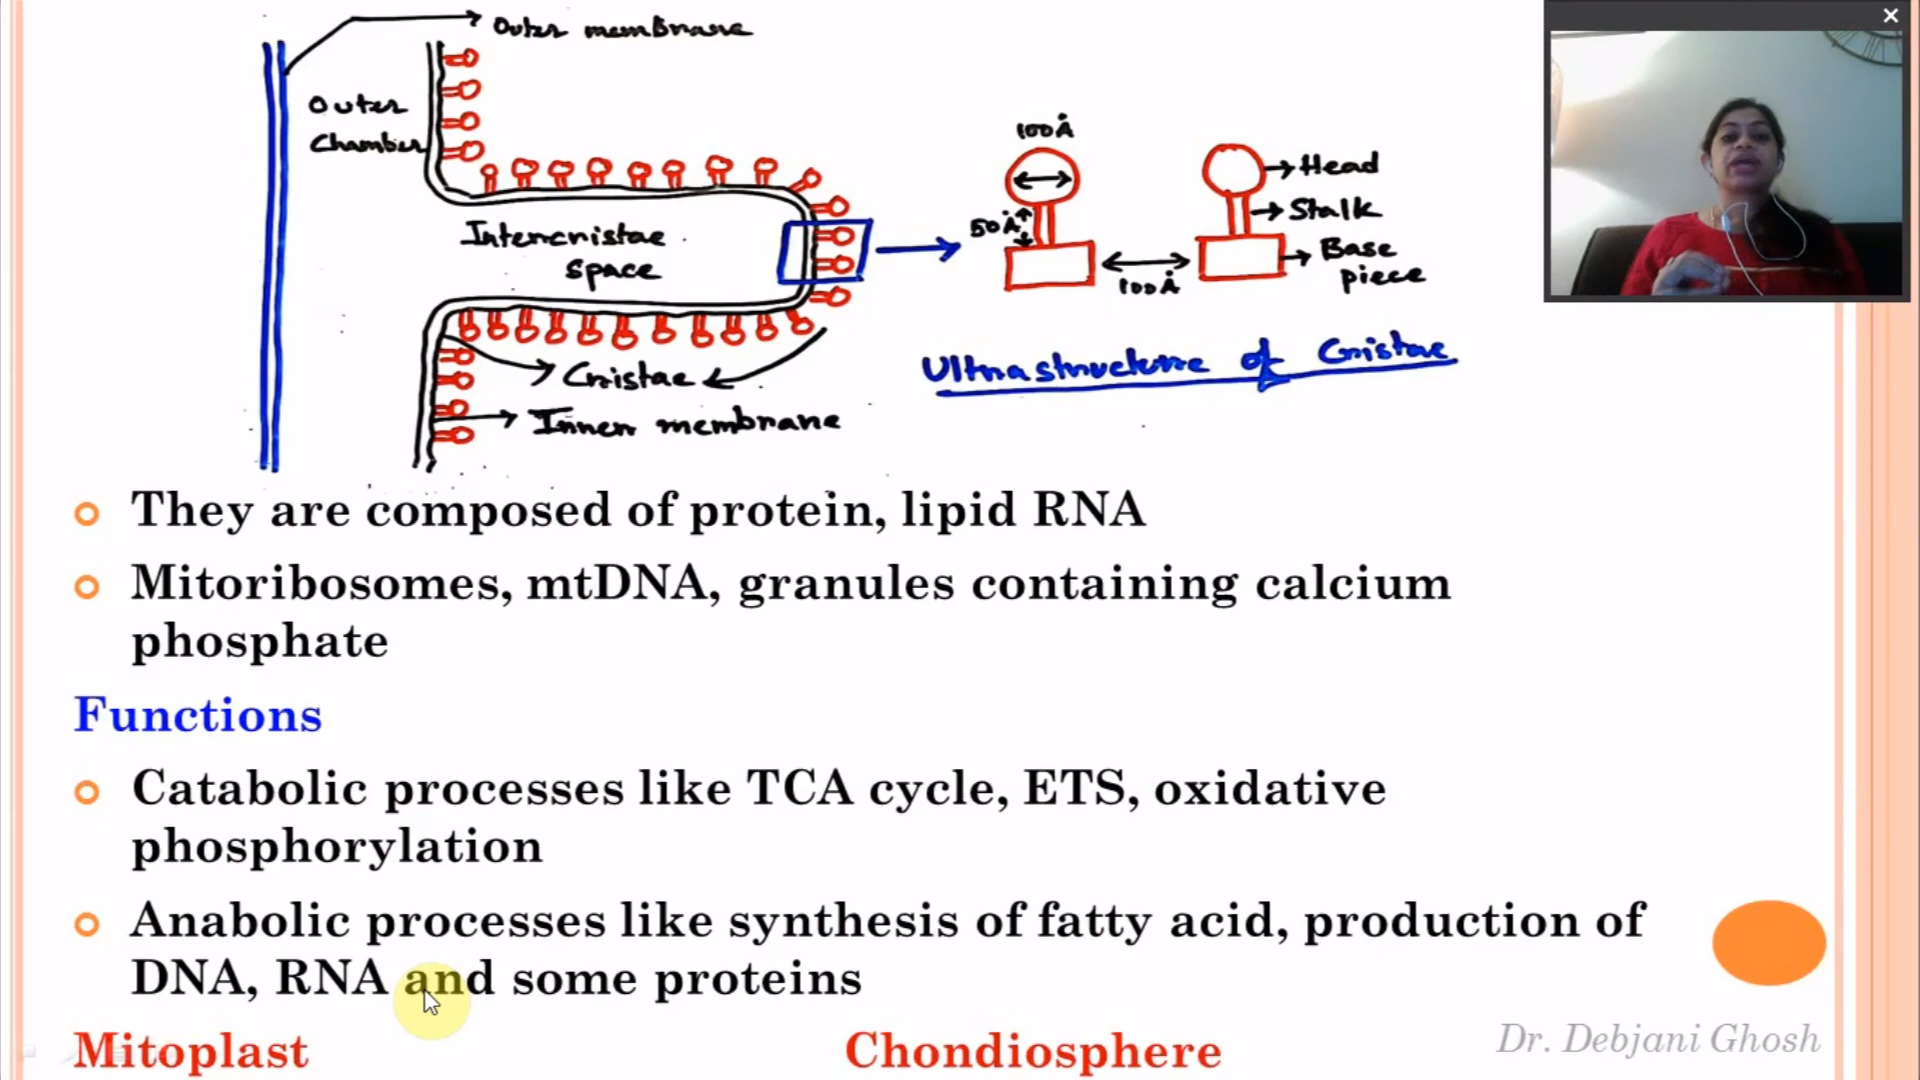 Outer membrane
Outer
Chamber
100Å
Head
50Å
Stalk
Intercristae
space
Base
piece
100Å
Ultrastructure of Cristae
Cristae
Inner membrane
They are composed of protein, lipid RNA
Mitoribosomes, mtDNA, granules containing calcium
phosphate
Functions
Catabolic processes like TCA cycle, ETS, oxidative
phosphorylation
Anabolic processes like synthesis of fatty acid, production of
DNA, RNA and some proteins
Mitoplast Chondiosphere
Dr. Debjani Ghosh